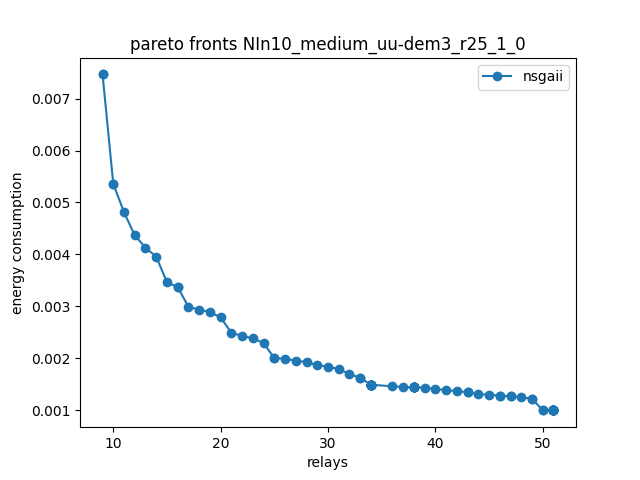 pareto fronts NIn10_medium_uu-dem3_r25_1_0
nsgaii
energy consumption
0.007
0.006
0.005
0.004
0.003
0.002
0.001
10 20 30 40 50
relays